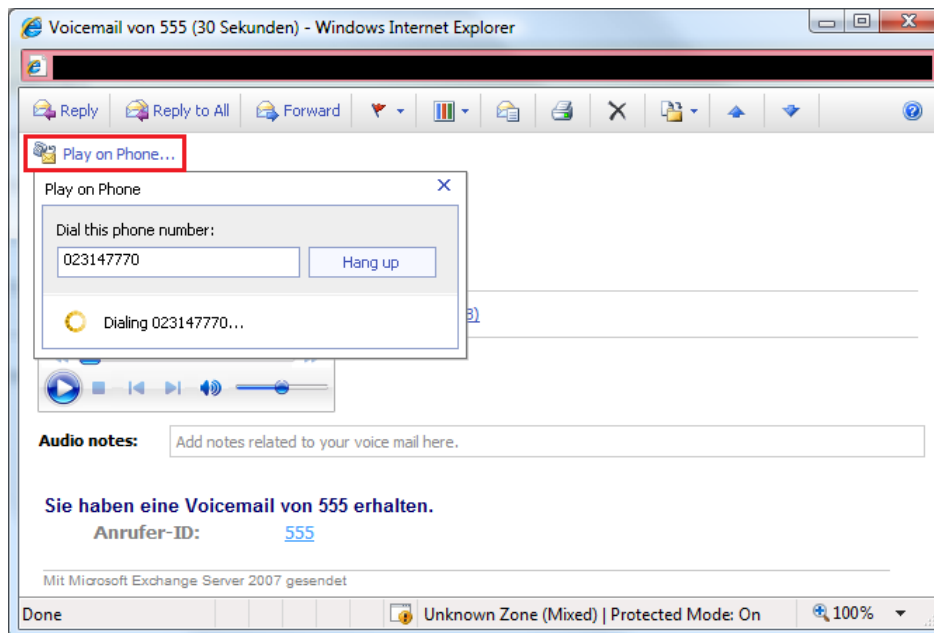 Voicemail von 555 (30 Sekunden) - Windows Internet Explorer
Reply Reply to All Forward
Play on Phone...
Play on Phone
Dial this phone number:
023147770 Hang up
Dialing 023147770...
Audio notes: Add notes related to your voice mail here.
Sie haben eine Voicemail von 555 erhalten.
Anrufer-ID: 555
Mit Microsoft Exchange Server 2007 gesendet
Done Unknown Zone (Mixed) | Protected Mode: On 100%